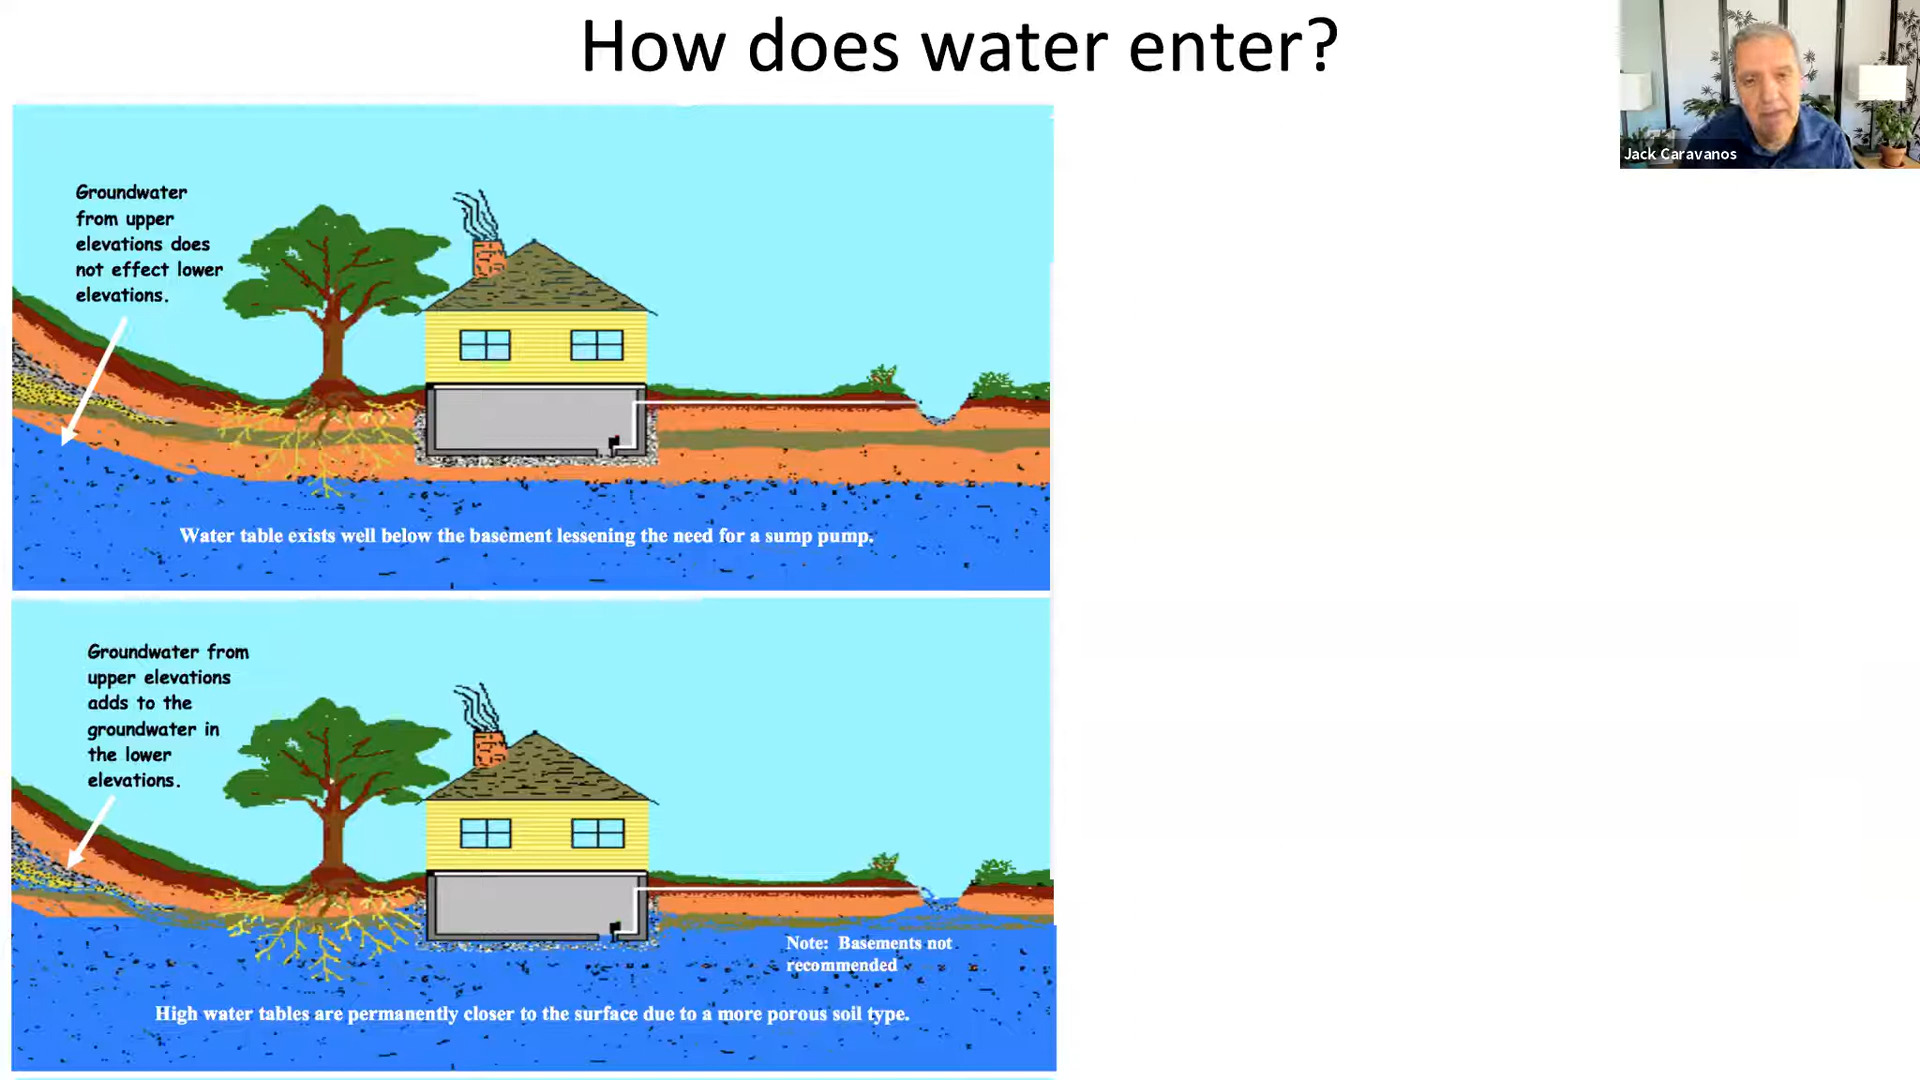 How does water enter?
Jack Caravanos
Groundwater
from upper
elevations does
not effect lower
elevations.
Water table exists well below the basement lessening the need for a sump pump.
Groundwater from
upper elevations
adds to the
groundwater in
the lower
elevations.
Note: Basements not
recommended
High water tables are permanently closer to the surface due to a more porous soil type.